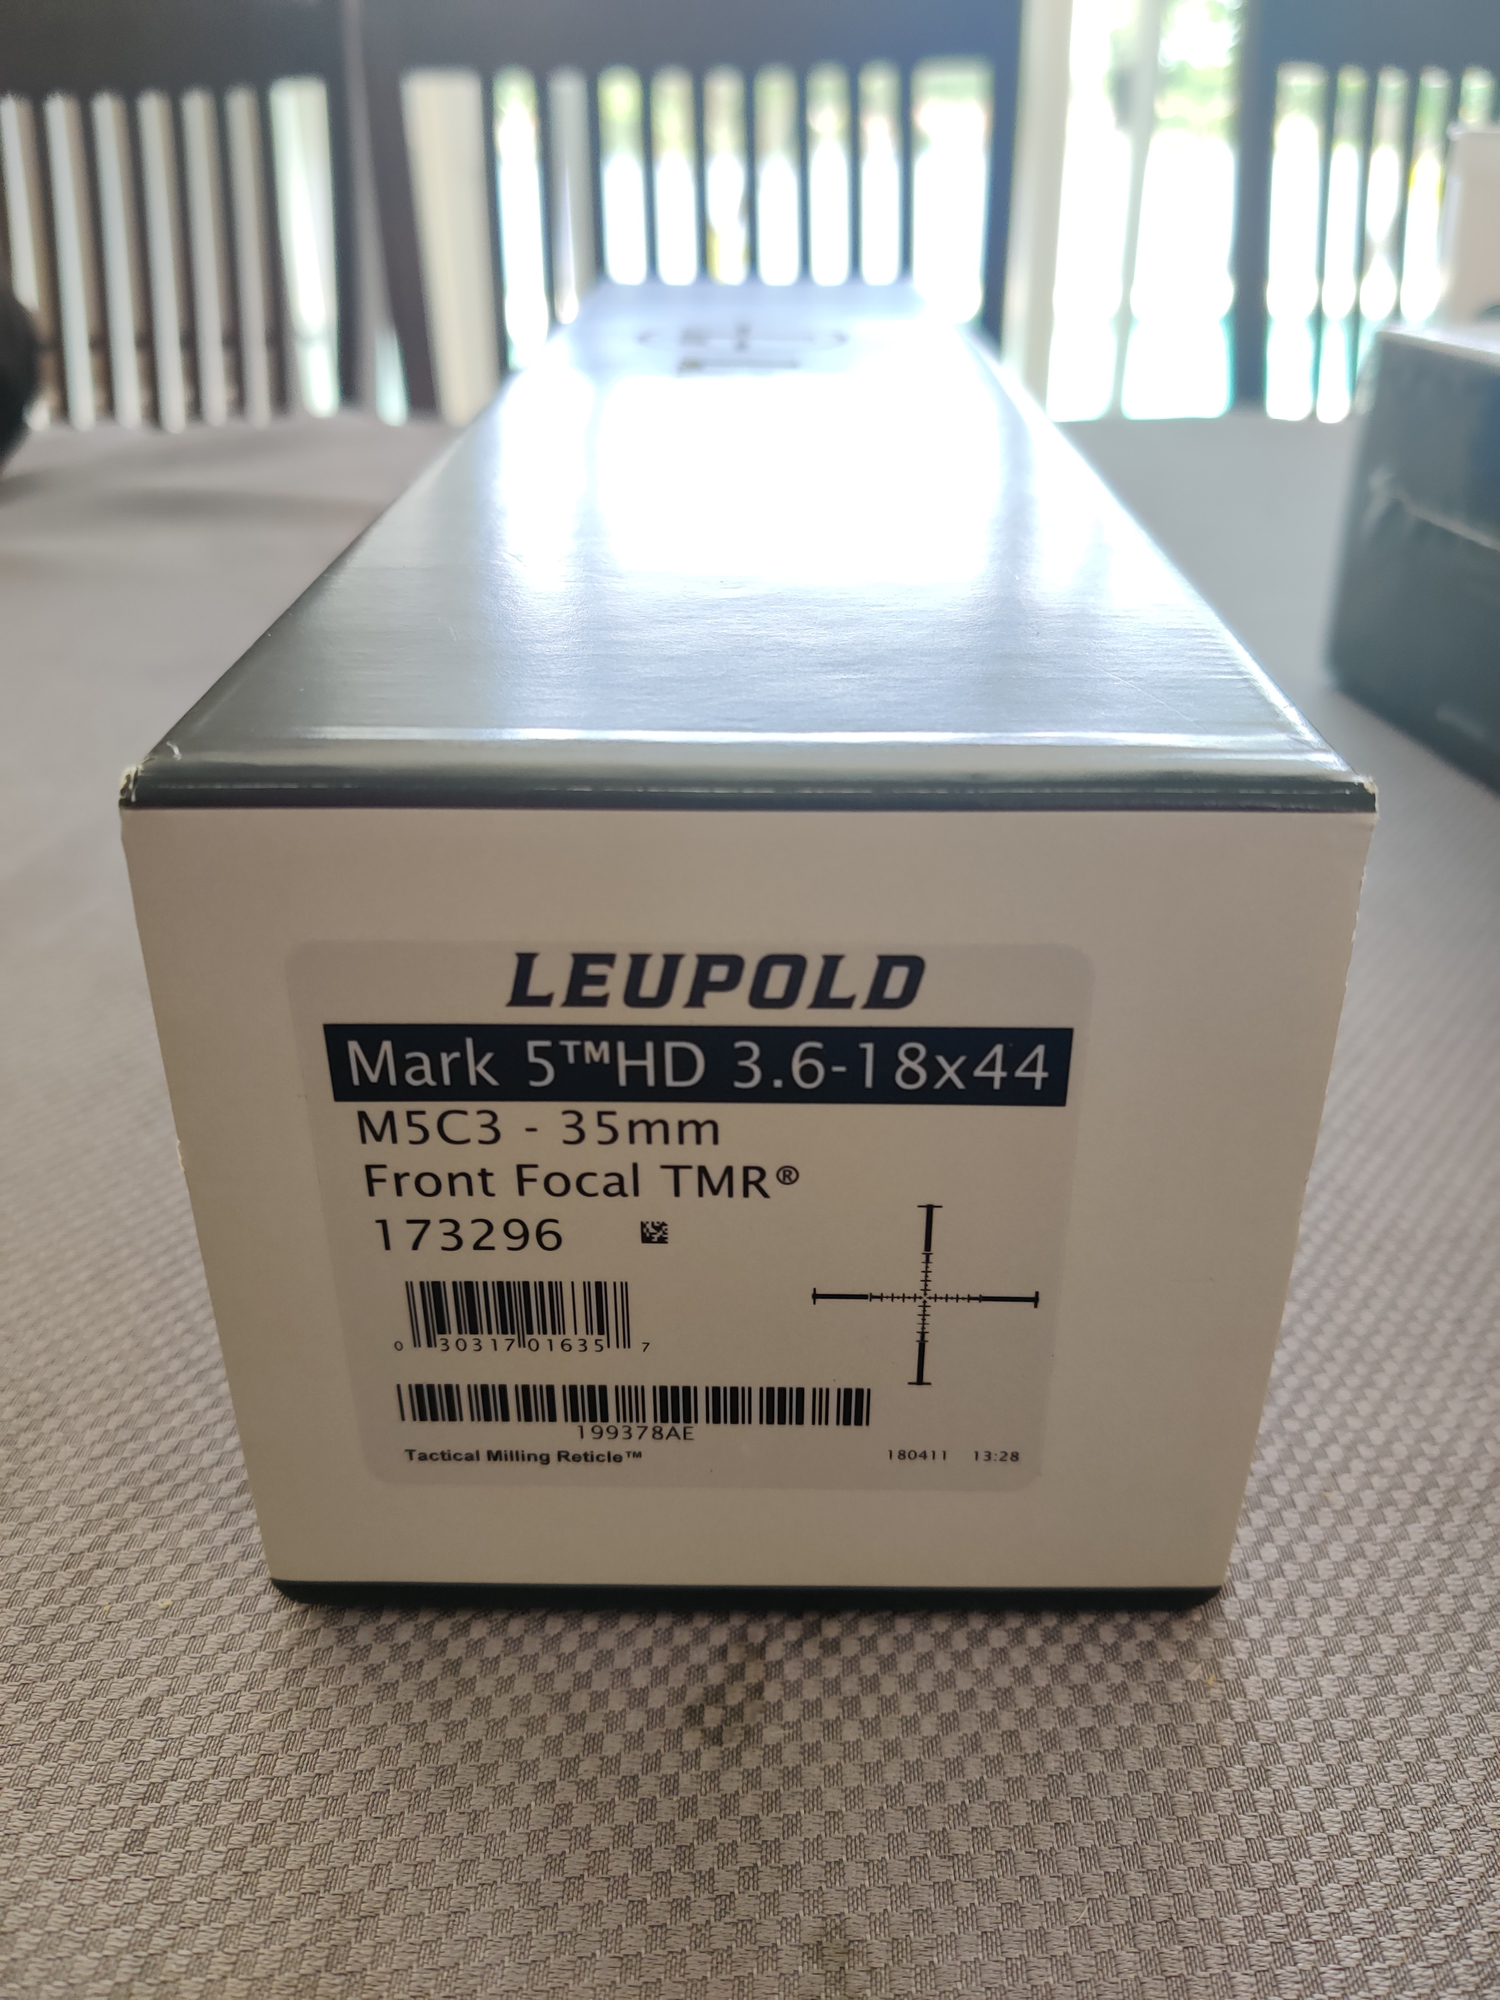 LEUPOLD
Mark 5™HD 3.6-18x44
M5C3 - 35mm
Front Focal TMR®
173296
0 30317 01635 7
199378AE
Tactical Milling Reticle™ 180411 13:28